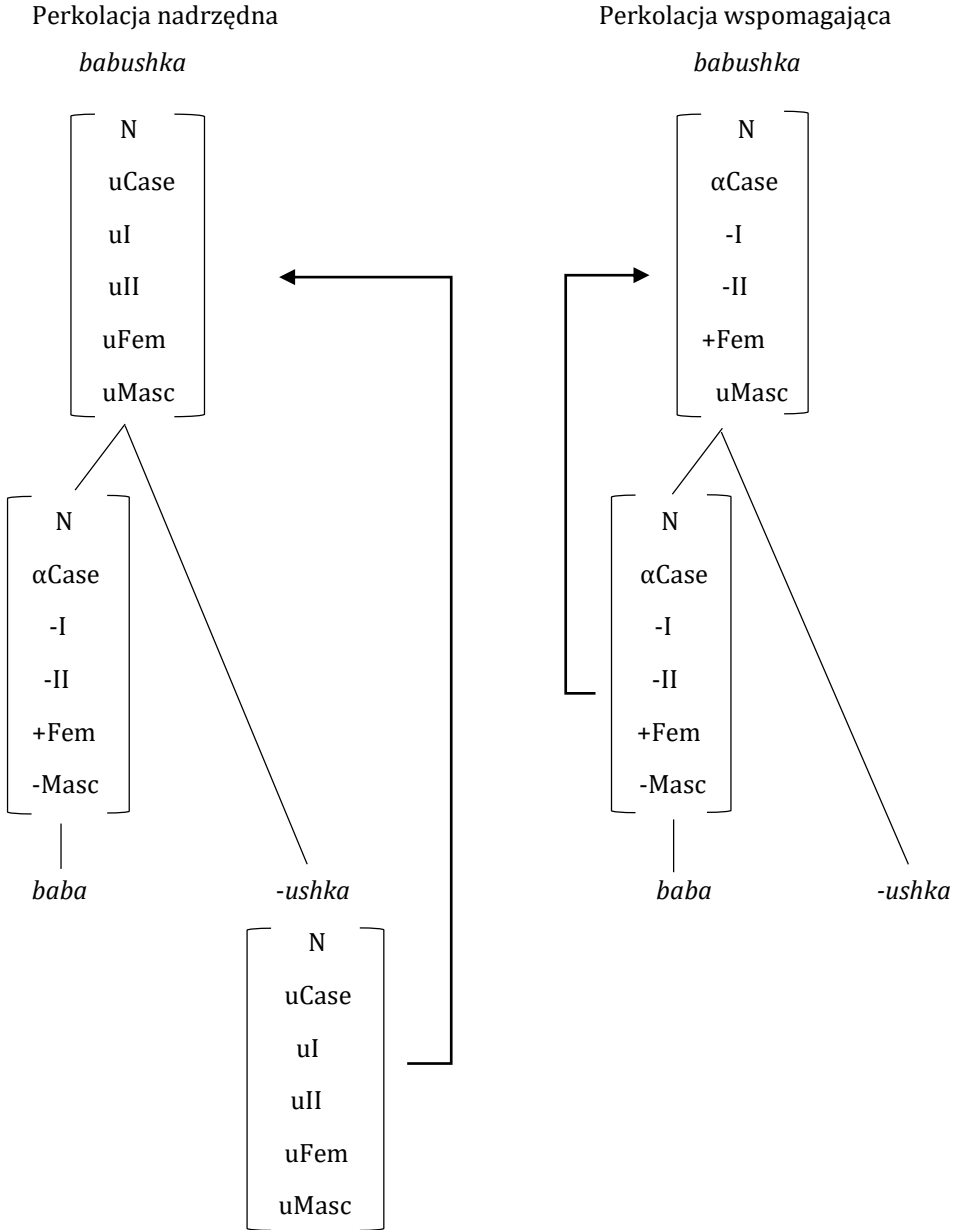 Perkolacja nadrzędna
babushka
N
uCase
uI
uII
uFem
uMasc
N
αCase
-I
-II
+Fem
-Masc
baba
-ushka
N
uCase
uI
uII
uFem
uMasc
Perkolacja wspomagająca
babushka
N
αCase
-I
-II
+Fem
uMasc
N
αCase
-I
-II
+Fem
-Masc
baba
-ushka